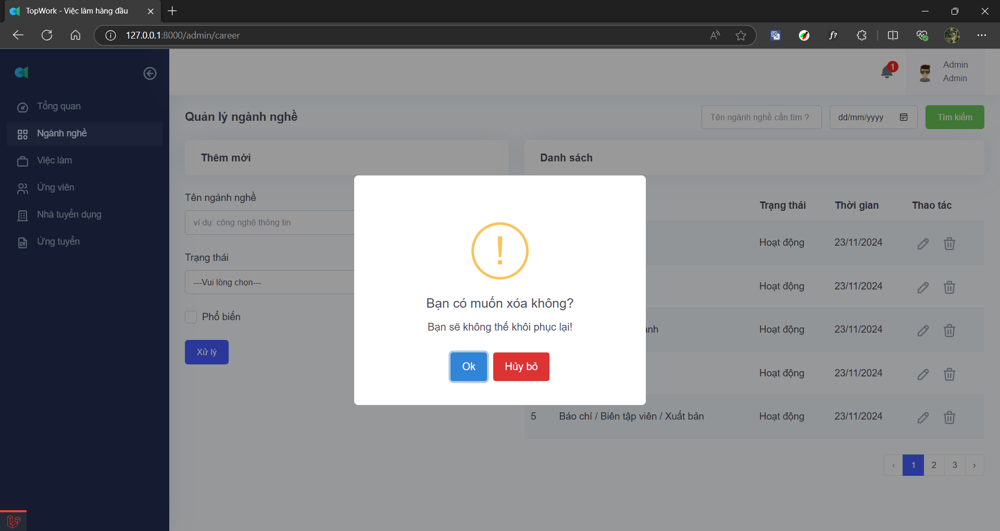 TopWork - Việc làm hàng đầu
127.0.0.1:8000/admin/career
1
Admin
Admin
Tổng quan
Ngành nghề
Việc làm
Ứng viên
Nhà tuyển dụng
Ứng tuyển
Quản lý ngành nghề
Tên ngành nghề cần tìm ?
dd/mm/yyyy
Tìm kiếm
Thêm mới
Danh sách
Tên ngành nghề
ví dụ: công nghệ thông tin
Trạng thái
---Vui lòng chọn---
Phổ biến
Xử lý
Trạng thái Thời gian Thao tác
Hoạt động 23/11/2024
Hoạt động 23/11/2024
anh Hoạt động 23/11/2024
Hoạt động 23/11/2024
5 Báo chí / Biên tập viên / Xuất bản Hoạt động 23/11/2024
‹ 1 2 3 ›
!
Bạn có muốn xóa không?
Bạn sẽ không thể khôi phục lại!
Ok
Hủy bỏ